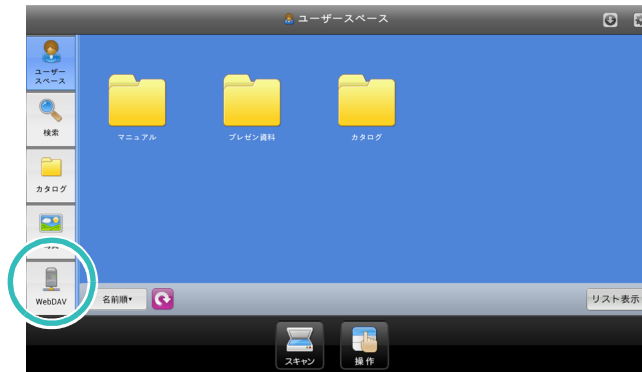 ユーザースペース
ユーザー
スペース
検索
カタログ
WebDAV
マニュアル
プレゼン資料
カタログ
名前順▾
リスト表示
スキャン
操作